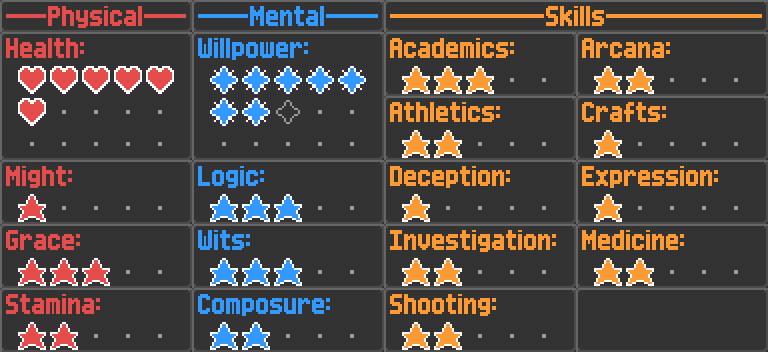 Physical Mental Skills
Health: Willpower: Academics: Arcana:
Athletics: Crafts:
Might: Logic: Deception: Expression:
Grace: Wits: Investigation: Medicine:
Stamina: Composure: Shooting: